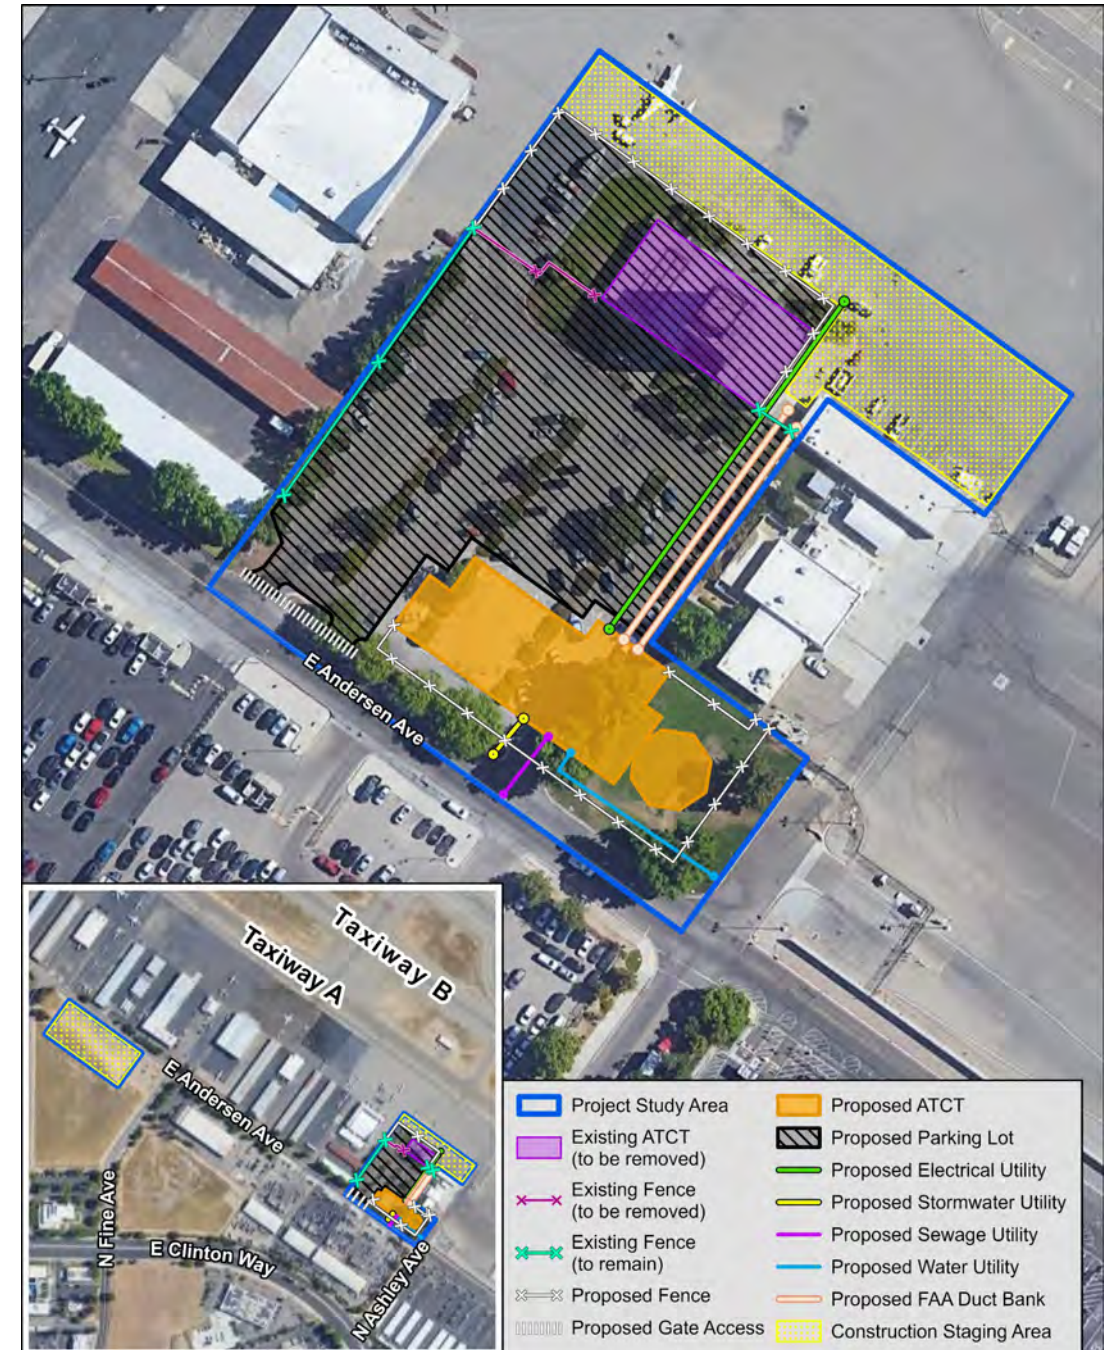 E Andersen Ave
Taxiway B
Taxiway A
E Andersen Ave
N Fine Ave
E Clinton Way
N Ashley Ave
Project Study Area
Existing ATCT
(to be removed)
Existing Fence
(to be removed)
Existing Fence
(to remain)
Proposed Fence
Proposed Gate Access
Proposed ATCT
Proposed Parking Lot
Proposed Electrical Utility
Proposed Stormwater Utility
Proposed Sewage Utility
Proposed Water Utility
Proposed FAA Duct Bank
Construction Staging Area